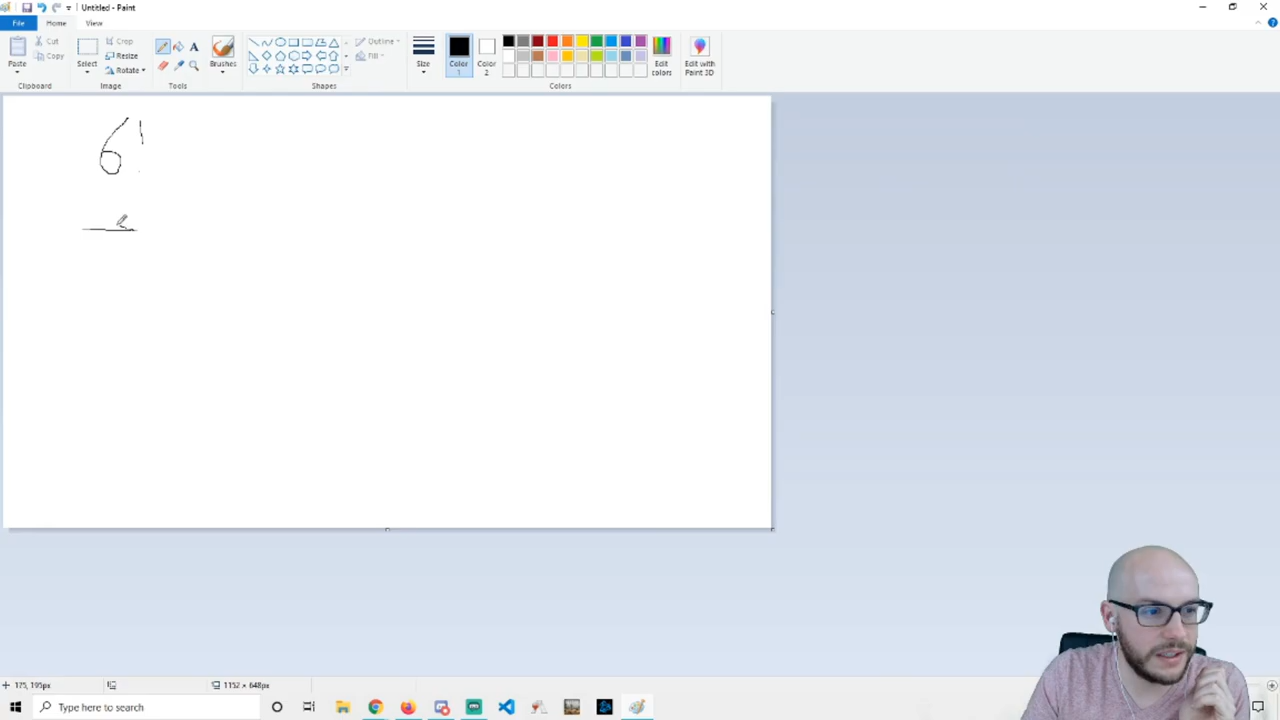 Untitled - Paint
File Home View
Paste Cut Copy Clipboard
Select Crop Resize Rotate Image
Tools
Brushes
Shapes Outline Fill
Size
Color 1
Color 2
Edit colors
Colors
Edit with Paint 3D
6!
175, 195px
1152 × 648px
Type here to search